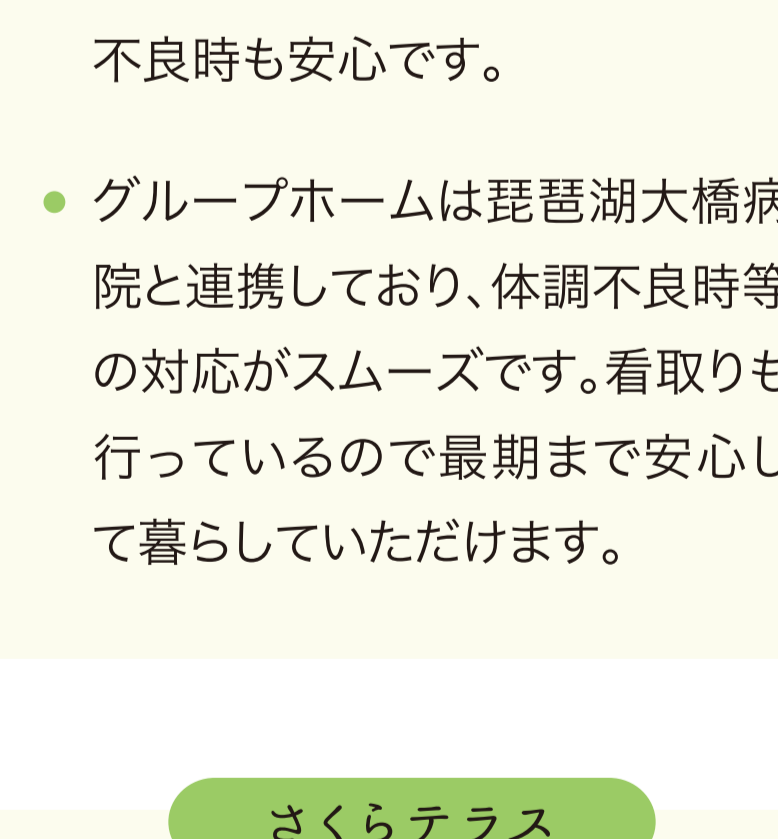 不良時も安心です。
グループホームは琵琶湖大橋病
院と連携しており、体調不良時等
の対応がスムーズです。看取りも
行っているので最期まで安心し
て暮らしていただけます。
さくらテラス